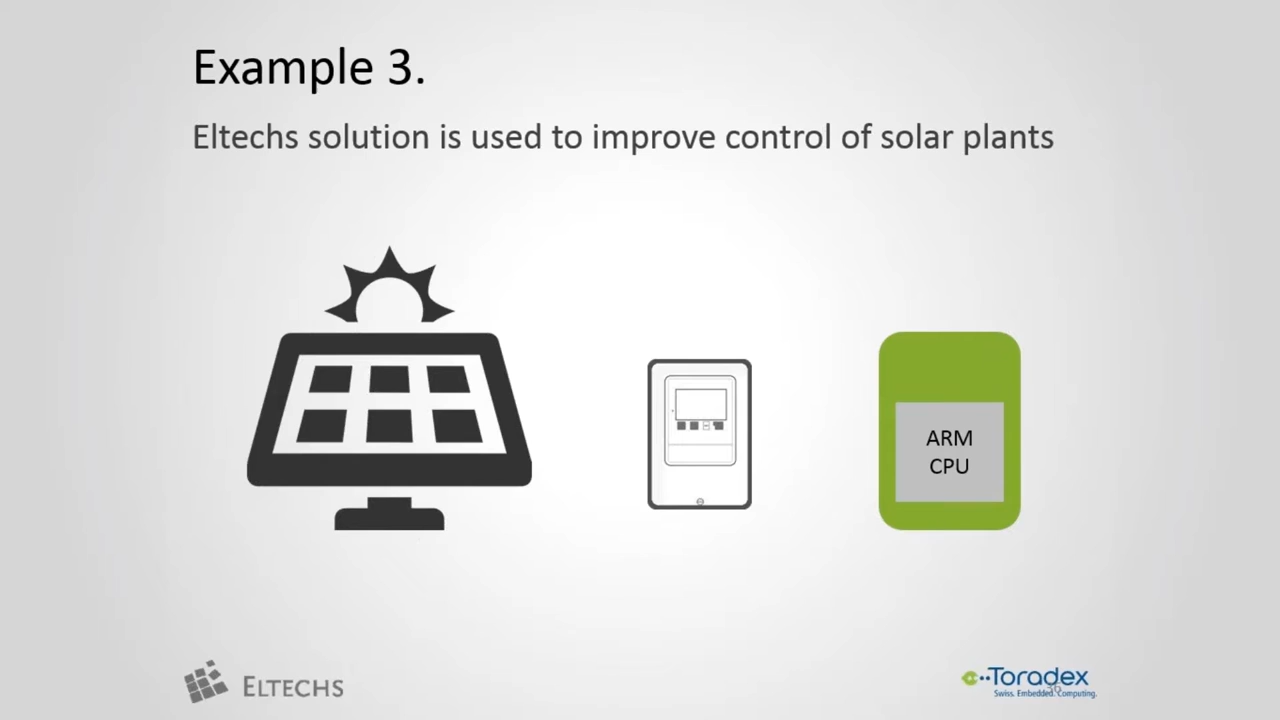 Example 3.
Eltechs solution is used to improve control of solar plants
ARM
CPU
ELTECHS
Toradex
36
Swiss. Embedded. Computing.